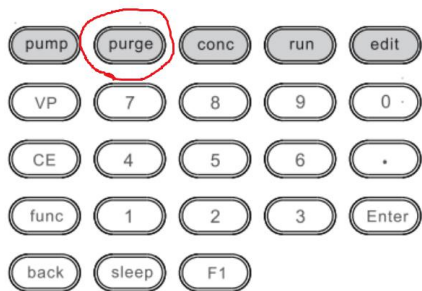 pump purge conc run edit
VP 7 8 9 0
CE 4 5 6 .
func 1 2 3 Enter
back sleep F1